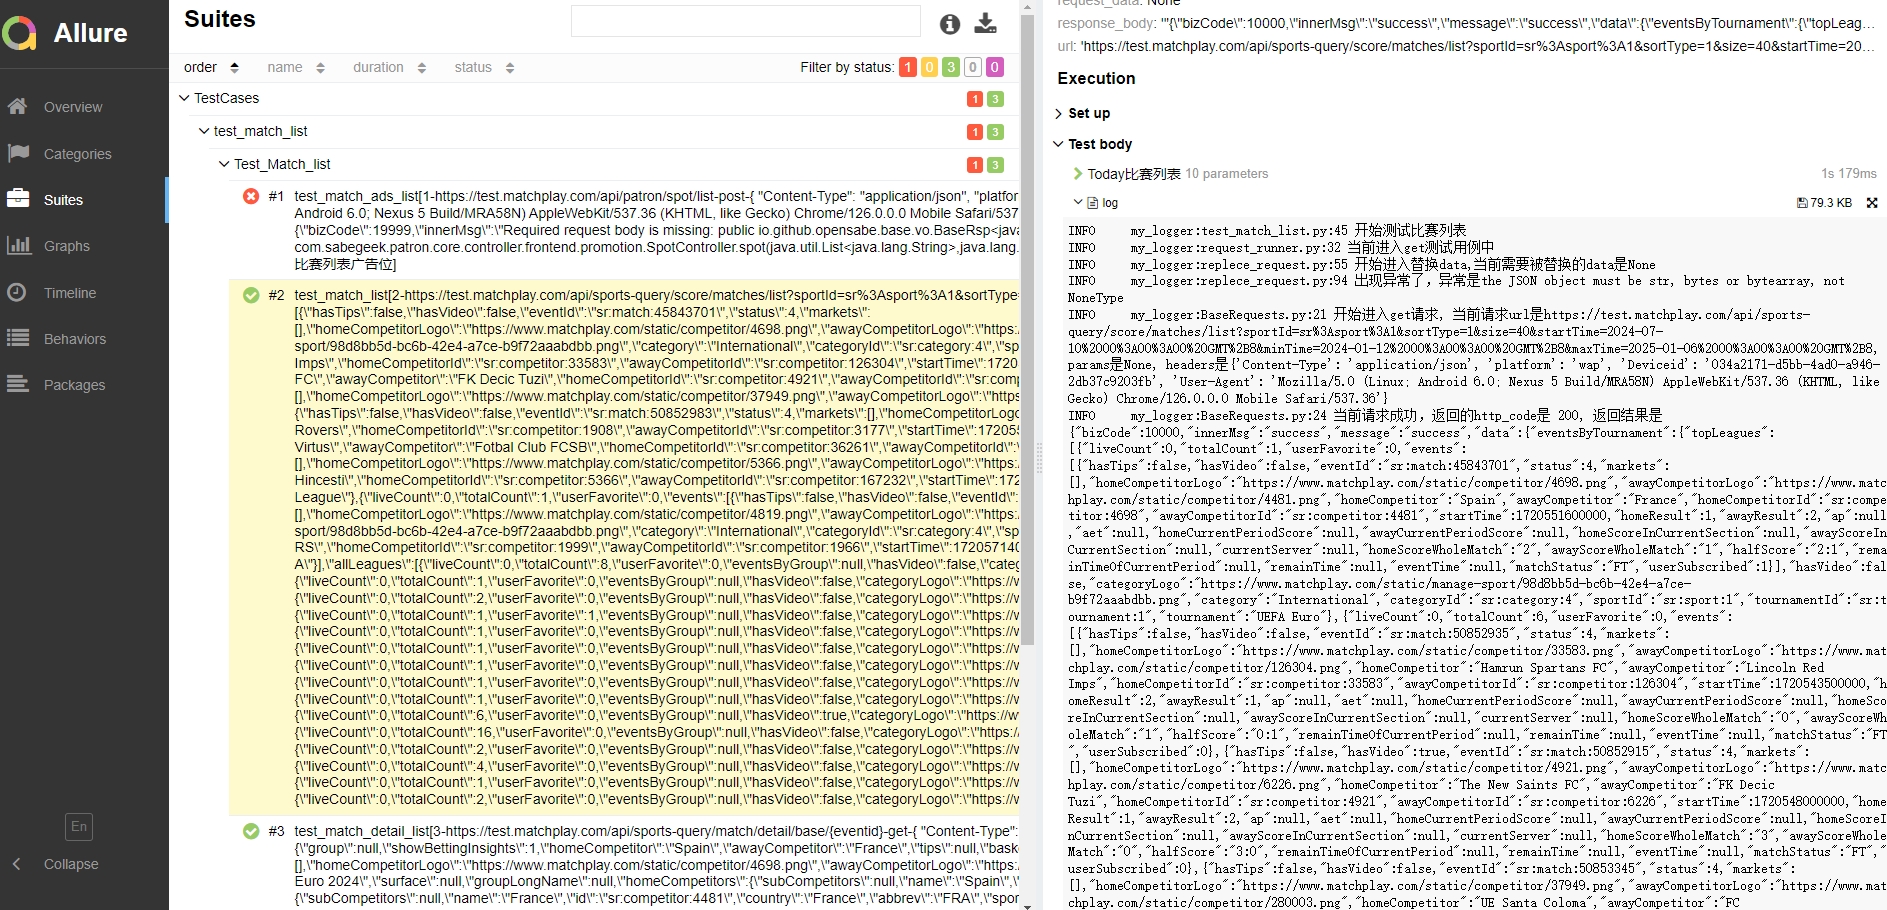 Allure
Overview
Categories
Suites
Graphs
Timeline
Behaviors
Packages
En
Collapse
Suites
order name duration status Filter by status: 1 0 3 0 0
TestCases 1 3
test_match_list 1 3
Test_Match_list 1 3
#1 test_match_ads_list[1-https://test.matchplay.com/api/patron/spot/list-post-{ "Content-Type": "application/json", "platfor
Android 6.0; Nexus 5 Build/MRA58N) AppleWebKit/537.36 (KHTML, like Gecko) Chrome/126.0.0.0 Mobile Safari/537
{\"bizCode\":19999,\"innerMsg\":\"Required request body is missing: public io.github.opensabe.base.vo.BaseRsp<java
com.sabegeek.patron.core.controller.frontend.promotion.SpotController.spot(java.util.List<java.lang.String>,java.lang.
比赛列表广告位]
#2 test_match_list[2-https://test.matchplay.com/api/sports-query/score/matches/list?sportId=sr%3Asport%3A1&sortType=
[{\"hasTips\":false,\"hasVideo\":false,\"eventId\":\"sr:match:45843701\",\"status\":4,\"markets\":
[],\"homeCompetitorLogo\":\"https://www.matchplay.com/static/competitor/4698.png\",\"awayCompetitorLogo\":\"https:
sport/98d8bb5d-bc6b-42e4-a7ce-b9f72aaabdbb.png\",\"category\":\"International\",\"categoryId\":\"sr:category:4\",\"sp
Imps\",\"homeCompetitorId\":\"sr:competitor:33583\",\"awayCompetitorId\":\"sr:competitor:126304\",\"startTime\":1720
FC\",\"awayCompetitor\":\"FK Decic Tuzi\",\"homeCompetitorId\":\"sr:competitor:4921\",\"awayCompetitorId\":\"sr:comp
[],\"homeCompetitorLogo\":\"https://www.matchplay.com/static/competitor/37949.png\",\"awayCompetitorLogo\":\"https
{\"hasTips\":false,\"hasVideo\":false,\"eventId\":\"sr:match:50852983\",\"status\":4,\"markets\":[],\"homeCompetitorLogo
Rovers\",\"homeCompetitorId\":\"sr:competitor:1908\",\"awayCompetitorId\":\"sr:competitor:3177\",\"startTime\":172055
Virtus\",\"awayCompetitor\":\"Fotbal Club FCSB\",\"homeCompetitorId\":\"sr:competitor:36261\",\"awayCompetitorId\":\"s
[],\"homeCompetitorLogo\":\"https://www.matchplay.com/static/competitor/5366.png\",\"awayCompetitorLogo\":\"https:
Hincesti\",\"homeCompetitorId\":\"sr:competitor:5366\",\"awayCompetitorId\":\"sr:competitor:167232\",\"startTime\":172
League\"},{\"liveCount\":0,\"totalCount\":1,\"userFavorite\":0,\"events\":[{\"hasTips\":false,\"hasVideo\":false,\"eventId\":\"
[],\"homeCompetitorLogo\":\"https://www.matchplay.com/static/competitor/4819.png\",\"awayCompetitorLogo\":\"https:
sport/98d8bb5d-bc6b-42e4-a7ce-b9f72aaabdbb.png\",\"category\":\"International\",\"categoryId\":\"sr:category:4\",\"sp
RS\",\"homeCompetitorId\":\"sr:competitor:1999\",\"awayCompetitorId\":\"sr:competitor:1966\",\"startTime\":172057140
A\"}],\"allLeagues\":[{\"liveCount\":0,\"totalCount\":8,\"userFavorite\":0,\"eventsByGroup\":null,\"hasVideo\":false,\"categ
{\"liveCount\":0,\"totalCount\":1,\"userFavorite\":0,\"eventsByGroup\":null,\"hasVideo\":false,\"categoryLogo\":\"https://w
{\"liveCount\":0,\"totalCount\":2,\"userFavorite\":0,\"eventsByGroup\":null,\"hasVideo\":false,\"categoryLogo\":\"https://w
{\"liveCount\":0,\"totalCount\":1,\"userFavorite\":0,\"eventsByGroup\":null,\"hasVideo\":false,\"categoryLogo\":\"https://w
{\"liveCount\":0,\"totalCount\":1,\"userFavorite\":0,\"eventsByGroup\":null,\"hasVideo\":false,\"categoryLogo\":\"https://w
{\"liveCount\":0,\"totalCount\":1,\"userFavorite\":0,\"eventsByGroup\":null,\"hasVideo\":false,\"categoryLogo\":\"https://w
{\"liveCount\":0,\"totalCount\":1,\"userFavorite\":0,\"eventsByGroup\":null,\"hasVideo\":false,\"categoryLogo\":\"https://w
{\"liveCount\":0,\"totalCount\":1,\"userFavorite\":0,\"eventsByGroup\":null,\"hasVideo\":false,\"categoryLogo\":\"https://w
{\"liveCount\":0,\"totalCount\":1,\"userFavorite\":0,\"eventsByGroup\":null,\"hasVideo\":false,\"categoryLogo\":\"https://w
{\"liveCount\":0,\"totalCount\":6,\"userFavorite\":0,\"eventsByGroup\":null,\"hasVideo\":true,\"categoryLogo\":\"https://w
{\"liveCount\":0,\"totalCount\":16,\"userFavorite\":0,\"eventsByGroup\":null,\"hasVideo\":false,\"categoryLogo\":\"https://
{\"liveCount\":0,\"totalCount\":2,\"userFavorite\":0,\"eventsByGroup\":null,\"hasVideo\":false,\"categoryLogo\":\"https://w
{\"liveCount\":0,\"totalCount\":4,\"userFavorite\":0,\"eventsByGroup\":null,\"hasVideo\":false,\"categoryLogo\":\"https://w
{\"liveCount\":0,\"totalCount\":1,\"userFavorite\":0,\"eventsByGroup\":null,\"hasVideo\":false,\"categoryLogo\":\"https://w
{\"liveCount\":0,\"totalCount\":2,\"userFavorite\":0,\"eventsByGroup\":null,\"hasVideo\":false,\"categoryLogo\":\"https://w
#3 test_match_detail_list[3-https://test.matchplay.com/api/sports-query/match/detail/base/{eventid}-get-{ "Content-Type":
{\"group\":null,\"showBettingInsights\":1,\"homeCompetitor\":\"Spain\",\"awayCompetitor\":\"France\",\"tips\":null,\"baske
[],\"homeCompetitorLogo\":\"https://www.matchplay.com/static/competitor/4698.png\",\"awayCompetitorLogo\":\"https:
Euro 2024\",\"surface\":null,\"groupLongName\":null,\"homeCompetitors\":{\"subCompetitors\":null,\"name\":\"Spain\",\"
{\"subCompetitors\":null,\"name\":\"France\",\"id\":\"sr:competitor:4481\",\"country\":\"France\",\"abbrev\":\"FRA\",\"spor
request_data: None
response_body: '"{\"bizCode\":10000,\"innerMsg\":\"success\",\"message\":\"success\",\"data\":{\"eventsByTournament\":{\"topLeag...
url: 'https://test.matchplay.com/api/sports-query/score/matches/list?sportId=sr%3Asport%3A1&sortType=1&size=40&startTime=20...
Execution
Set up
Test body
Today比赛列表 10 parameters 1s 179ms
log 79.3 KB
INFO my_logger:test_match_list.py:45 开始测试比赛列表
INFO my_logger:request_runner.py:32 当前进入get测试用例中
INFO my_logger:replece_request.py:55 开始进入替换data,当前需要被替换的data是None
INFO my_logger:replece_request.py:94 出现异常了，异常是the JSON object must be str, bytes or bytearray, not
NoneType
INFO my_logger:BaseRequests.py:21 开始进入get请求，当前请求url是https://test.matchplay.com/api/sports-
query/score/matches/list?sportId=sr%3Asport%3A1&sortType=1&size=40&startTime=2024-07-
10%2000%3A00%3A00%20GMT%2B8&minTime=2024-01-12%2000%3A00%3A00%20GMT%2B8&maxTime=2025-01-06%2000%3A00%3A00%20GMT%2B8,
params是None, headers是{'Content-Type': 'application/json', 'platform': 'wap', 'Deviceid': '034a2171-d5bb-4ad0-a946-
2db37c9203fb', 'User-Agent': 'Mozilla/5.0 (Linux; Android 6.0; Nexus 5 Build/MRA58N) AppleWebKit/537.36 (KHTML, like
Gecko) Chrome/126.0.0.0 Mobile Safari/537.36'}
INFO my_logger:BaseRequests.py:24 当前请求成功，返回的http_code是 200，返回结果是
{"bizCode":10000,"innerMsg":"success","message":"success","data":{"eventsByTournament":{"topLeagues":
[{"liveCount":0,"totalCount":1,"userFavorite":0,"events":
[{"hasTips":false,"hasVideo":false,"eventId":"sr:match:45843701","status":4,"markets":
[],"homeCompetitorLogo":"https://www.matchplay.com/static/competitor/4698.png","awayCompetitorLogo":"https://www.matc
hplay.com/static/competitor/4481.png","homeCompetitor":"Spain","awayCompetitor":"France","homeCompetitorId":"sr:compe
titor:4698","awayCompetitorId":"sr:competitor:4481","startTime":1720551600000,"homeResult":1,"awayResult":2,"ap":null
,"aet":null,"homeCurrentPeriodScore":null,"awayCurrentPeriodScore":null,"homeScoreInCurrentSection":null,"awayScoreIn
CurrentSection":null,"currentServer":null,"homeScoreWholeMatch":"2","awayScoreWholeMatch":"1","halfScore":"2:1","rema
inTimeOfCurrentPeriod":null,"remainTime":null,"eventTime":null,"matchStatus":"FT","userSubscribed":1}],"hasVideo":fal
se,"categoryLogo":"https://www.matchplay.com/static/manage-sport/98d8bb5d-bc6b-42e4-a7ce-
b9f72aaabdbb.png","category":"International","categoryId":"sr:category:4","sportId":"sr:sport:1","tournamentId":"sr:t
ournament:1","tournament":"UEFA Euro"},{"liveCount":0,"totalCount":6,"userFavorite":0,"events":
[{"hasTips":false,"hasVideo":false,"eventId":"sr:match:50852935","status":4,"markets":
[],"homeCompetitorLogo":"https://www.matchplay.com/static/competitor/33583.png","awayCompetitorLogo":"https://www.mat
chplay.com/static/competitor/126304.png","homeCompetitor":"Hamrun Spartans FC","awayCompetitor":"Lincoln Red
Imps","homeCompetitorId":"sr:competitor:33583","awayCompetitorId":"sr:competitor:126304","startTime":1720543500000,"h
omeResult":2,"awayResult":1,"ap":null,"aet":null,"homeCurrentPeriodScore":null,"awayCurrentPeriodScore":null,"homeSco
reInCurrentSection":null,"awayScoreInCurrentSection":null,"currentServer":null,"homeScoreWholeMatch":"0","awayScoreWh
oleMatch":"1","halfScore":"0:1","remainTimeOfCurrentPeriod":null,"remainTime":null,"eventTime":null,"matchStatus":"FT
","userSubscribed":0},{"hasTips":false,"hasVideo":true,"eventId":"sr:match:50852915","status":4,"markets":
[],"homeCompetitorLogo":"https://www.matchplay.com/static/competitor/4921.png","awayCompetitorLogo":"https://www.matc
hplay.com/static/competitor/6226.png","homeCompetitor":"The New Saints FC","awayCompetitor":"FK Decic
Tuzi","homeCompetitorId":"sr:competitor:4921","awayCompetitorId":"sr:competitor:6226","startTime":1720548000000,"home
Result":1,"awayResult":2,"ap":null,"aet":null,"homeCurrentPeriodScore":null,"awayCurrentPeriodScore":null,"homeScoreI
nCurrentSection":null,"awayScoreInCurrentSection":null,"currentServer":null,"homeScoreWholeMatch":"3","awayScoreWhole
Match":"0","halfScore":"3:0","remainTimeOfCurrentPeriod":null,"remainTime":null,"eventTime":null,"matchStatus":"FT","
userSubscribed":0},{"hasTips":false,"hasVideo":false,"eventId":"sr:match:50853345","status":4,"markets":
[],"homeCompetitorLogo":"https://www.matchplay.com/static/competitor/37949.png","awayCompetitorLogo":"https://www.mat
chplay.com/static/competitor/280003.png","homeCompetitor":"UE Santa Coloma","awayCompetitor":"FC